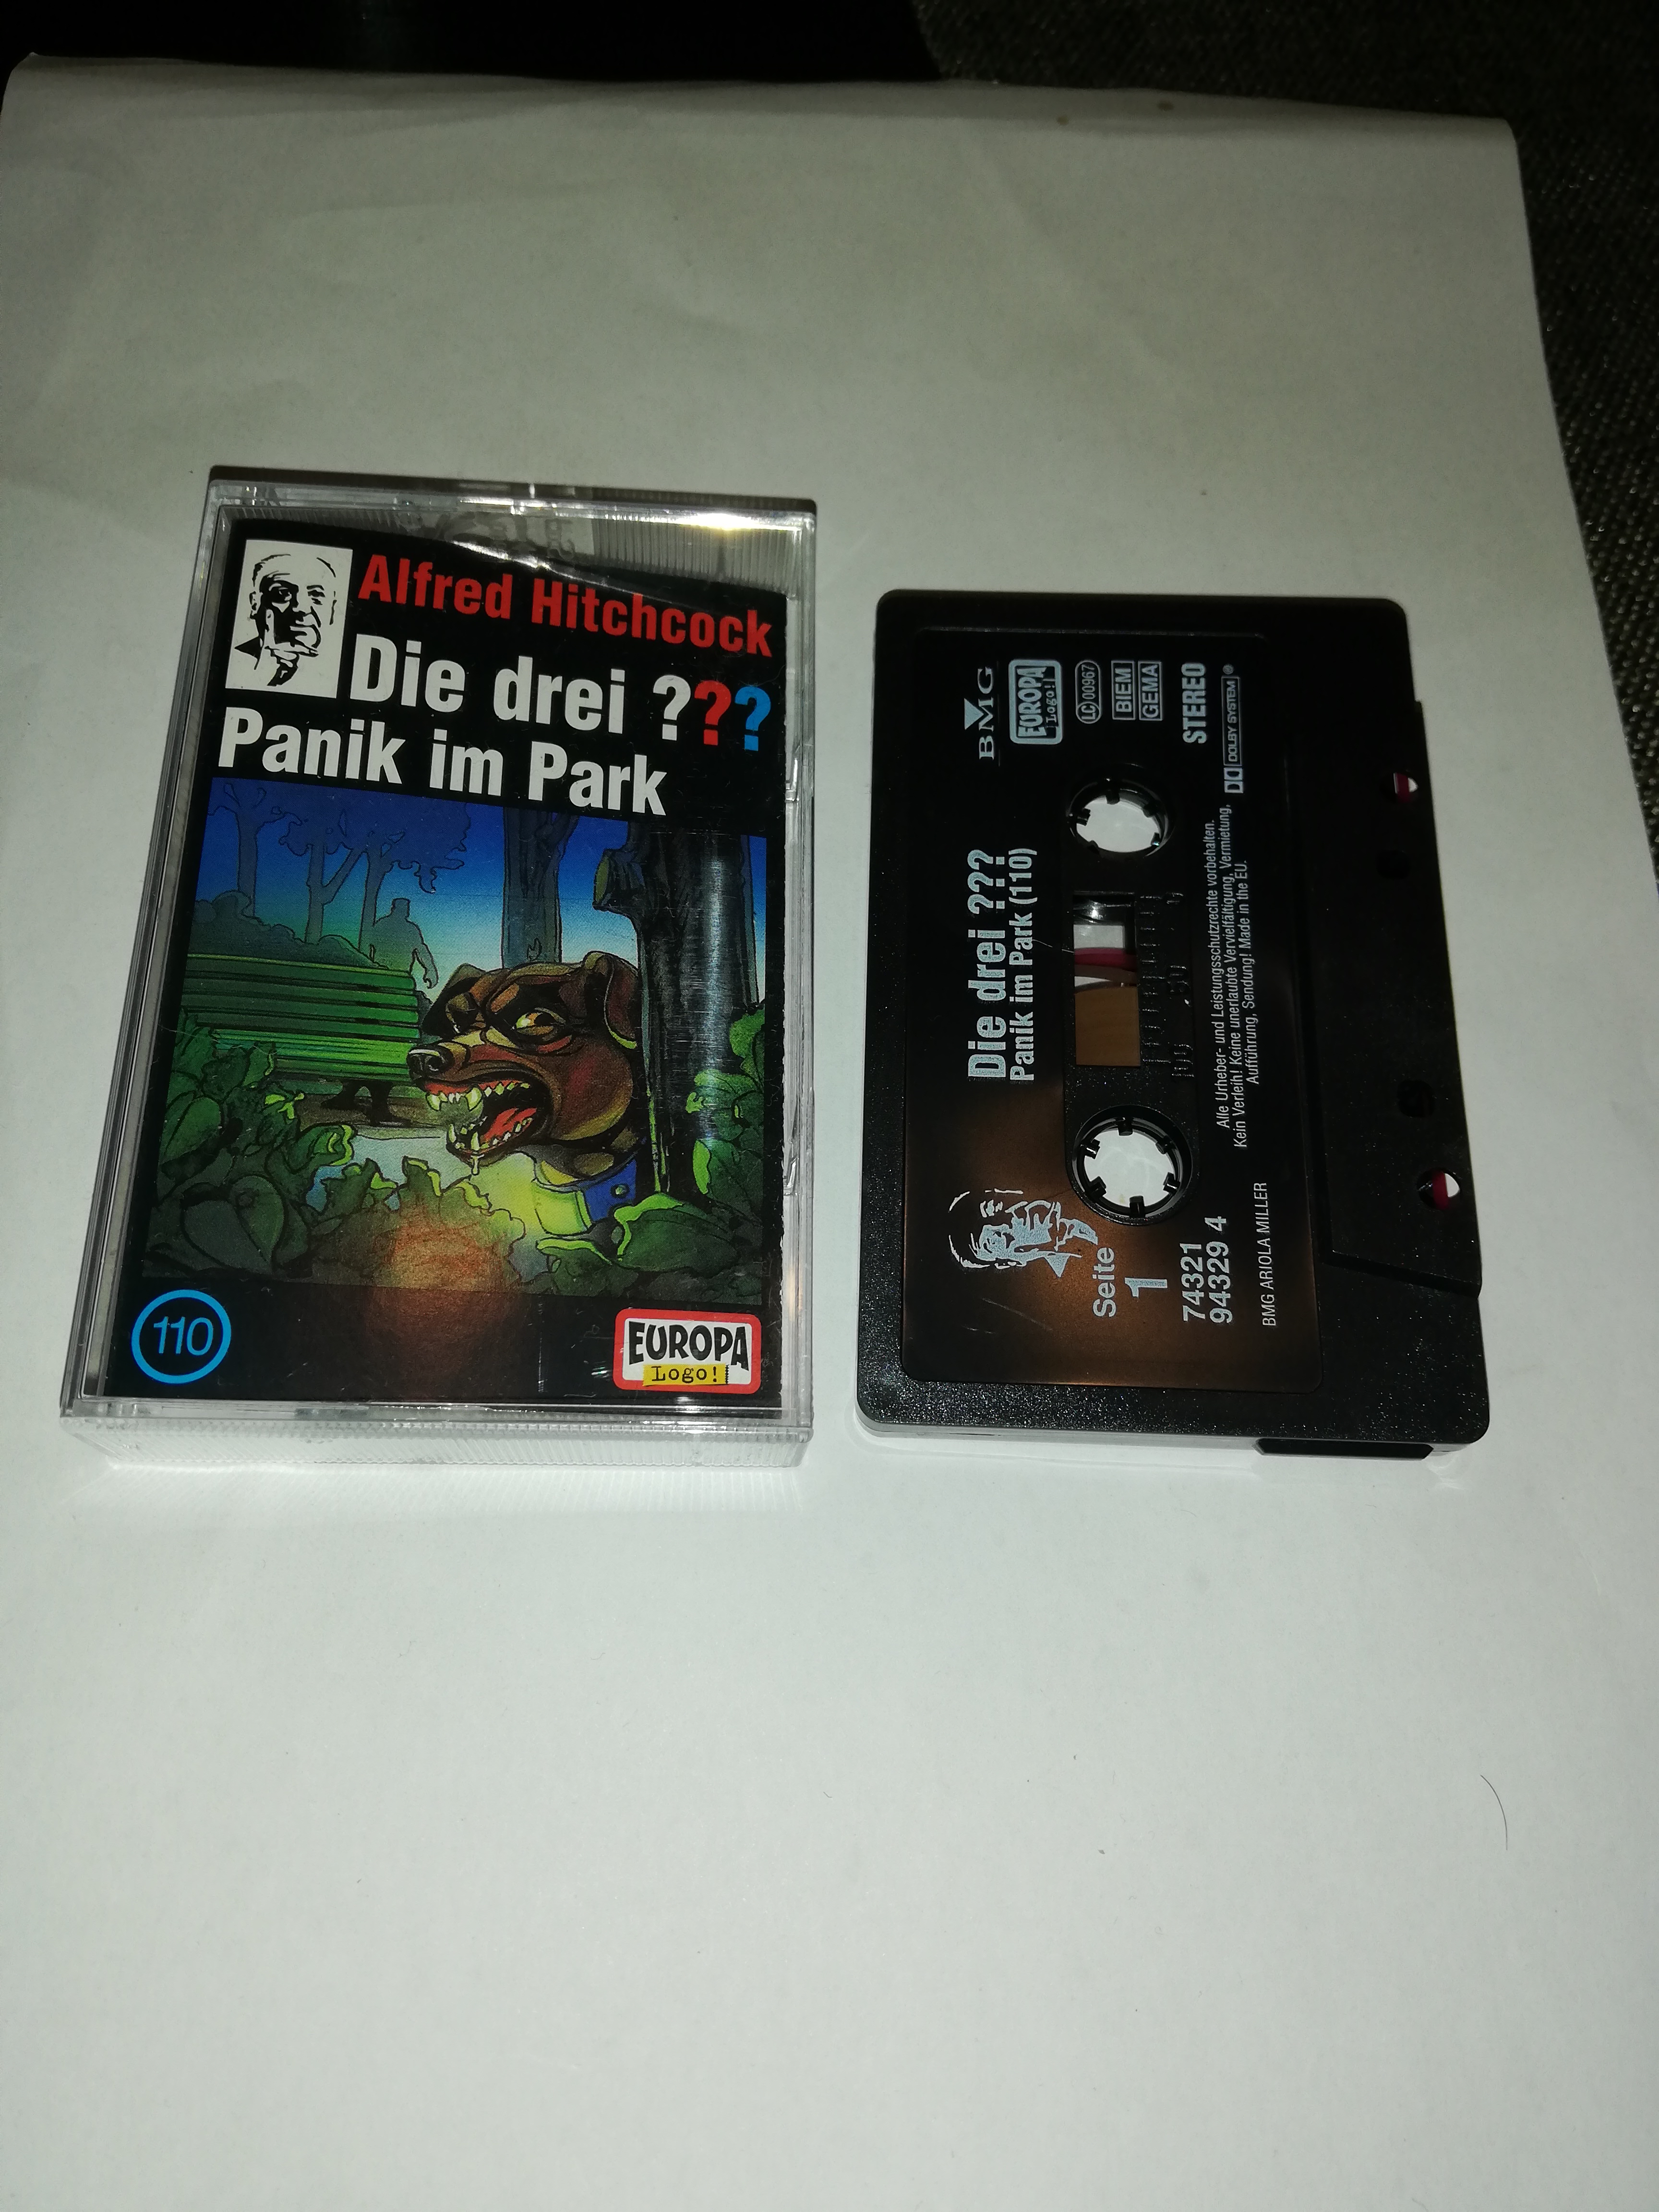 Alfred Hitchcock
Die drei ???
Panik im Park
110
EUROPA
Logo!
BMG
EUROPA
Logo!
LC 00967
BIEM
GEMA
STEREO
DOLBY SYSTEM®
Die drei ???
Panik im Park (110)
100 50
Seite
1
74321
94329 4
Alle Urheber- und Leistungsschutzrechte vorbehalten.
Kein Verleih! Keine unerlaubte Vervielfältigung, Vermietung,
Aufführung, Sendung! Made in the EU.
BMG ARIOLA MILLER